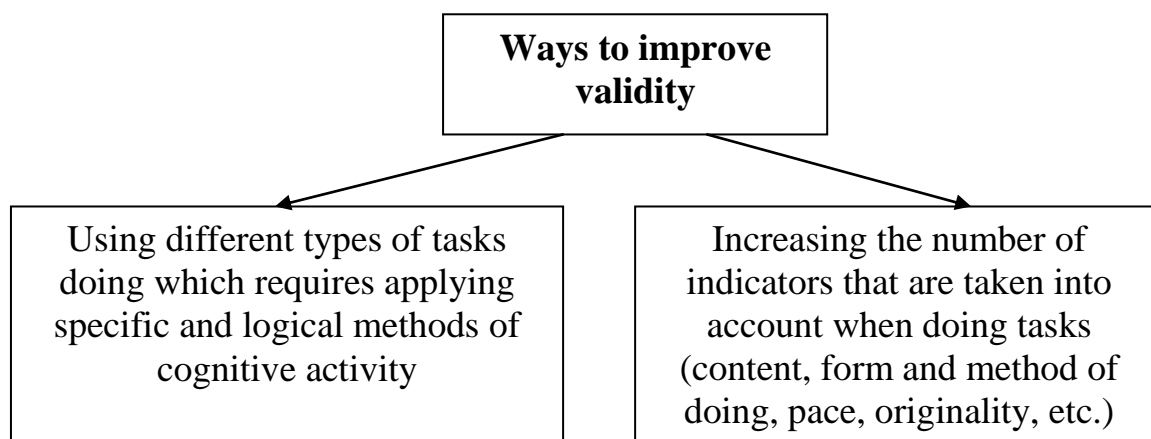 Ways to improve
validity
Using different types of tasks
doing which requires applying
specific and logical methods of
cognitive activity
Increasing the number of
indicators that are taken into
account when doing tasks
(content, form and method of
doing, pace, originality, etc.)